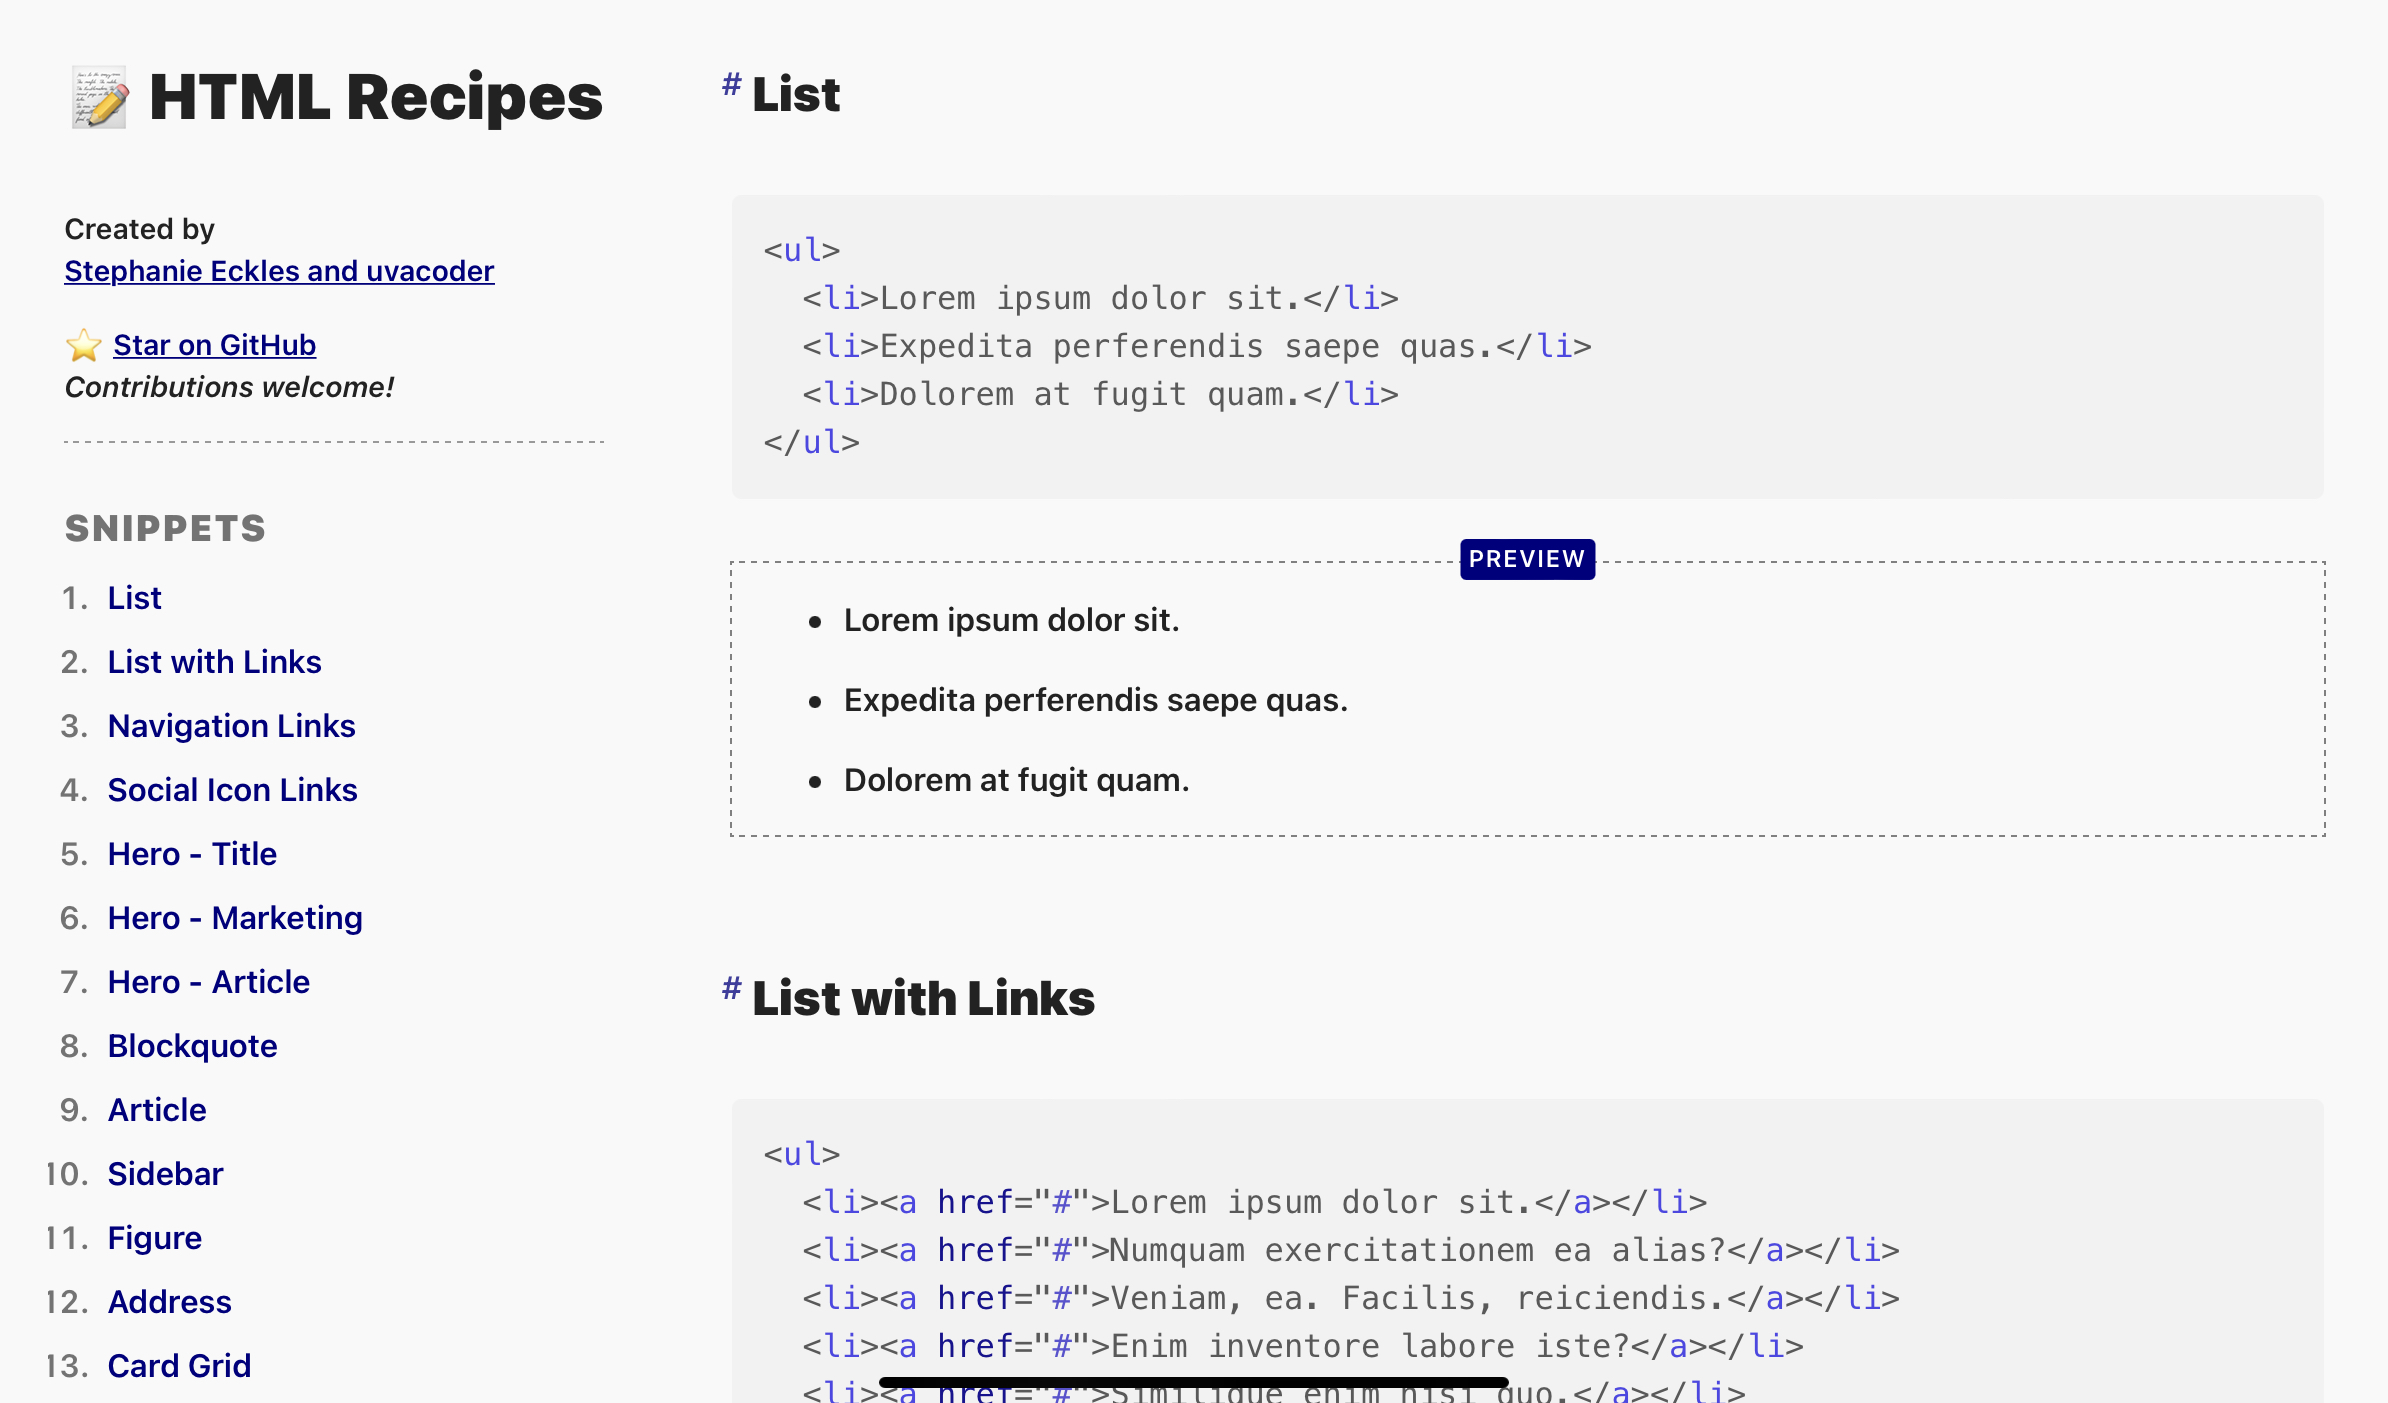 HTML Recipes
Created by
Stephanie Eckles and uvacoder
Star on GitHub
Contributions welcome!
SNIPPETS
1. List
2. List with Links
3. Navigation Links
4. Social Icon Links
5. Hero - Title
6. Hero - Marketing
7. Hero - Article
8. Blockquote
9. Article
10. Sidebar
11. Figure
12. Address
13. Card Grid
# List
<ul>
  <li>Lorem ipsum dolor sit.</li>
  <li>Expedita perferendis saepe quas.</li>
  <li>Dolorem at fugit quam.</li>
</ul>
PREVIEW
• Lorem ipsum dolor sit.
• Expedita perferendis saepe quas.
• Dolorem at fugit quam.
# List with Links
<ul>
  <li><a href="#">Lorem ipsum dolor sit.</a></li>
  <li><a href="#">Numquam exercitationem ea alias?</a></li>
  <li><a href="#">Veniam, ea. Facilis, reiciendis.</a></li>
  <li><a href="#">Enim inventore labore iste?</a></li>
  <li><a href="#">Similique enim nisi quo.</a></li>